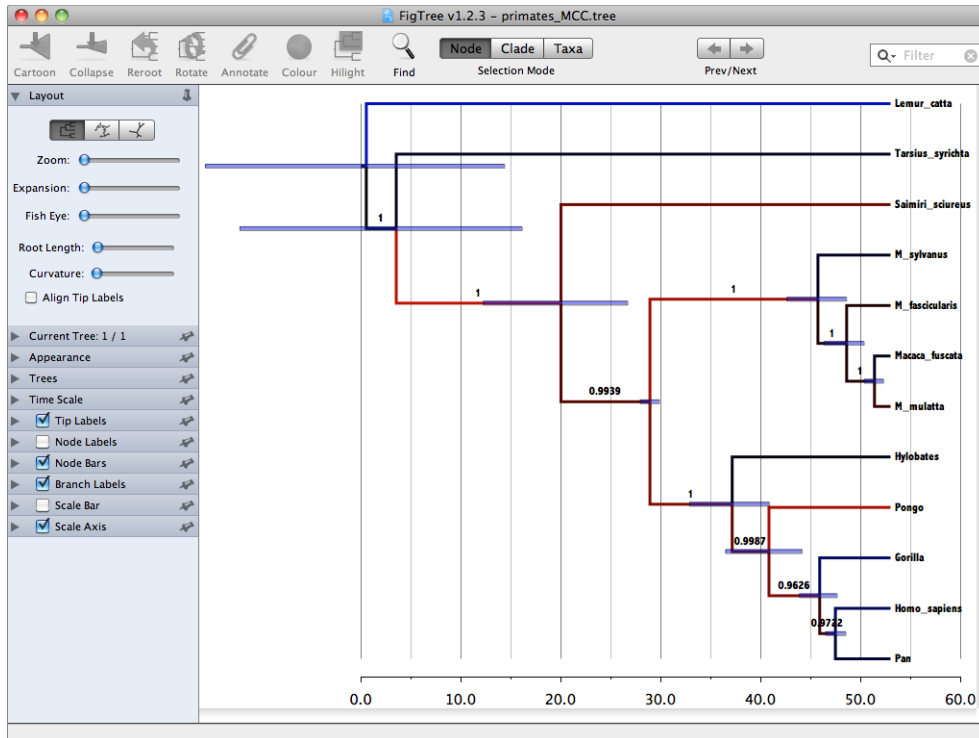 FigTree v1.2.3 – primates_MCC.tree
Cartoon Collapse Reroot Rotate Annotate Colour Hilight Find
Node Clade Taxa
Selection Mode
Prev/Next
Filter
Layout
Zoom:
Expansion:
Fish Eye:
Root Length:
Curvature:
Align Tip Labels
Current Tree: 1 / 1
Appearance
Trees
Time Scale
Tip Labels
Node Labels
Node Bars
Branch Labels
Scale Bar
Scale Axis
Lemur_catta
Tarsius_syrichta
1
Saimiri_sciureus
M_sylvanus
1
1
M_fascicularis
1
Macaca_fuscata
1
0.9939
M_mulatta
Hylobates
1
Pongo
0.9987
Gorilla
0.9626
Homo_sapiens
0.9722
Pan
0.0 10.0 20.0 30.0 40.0 50.0 60.0